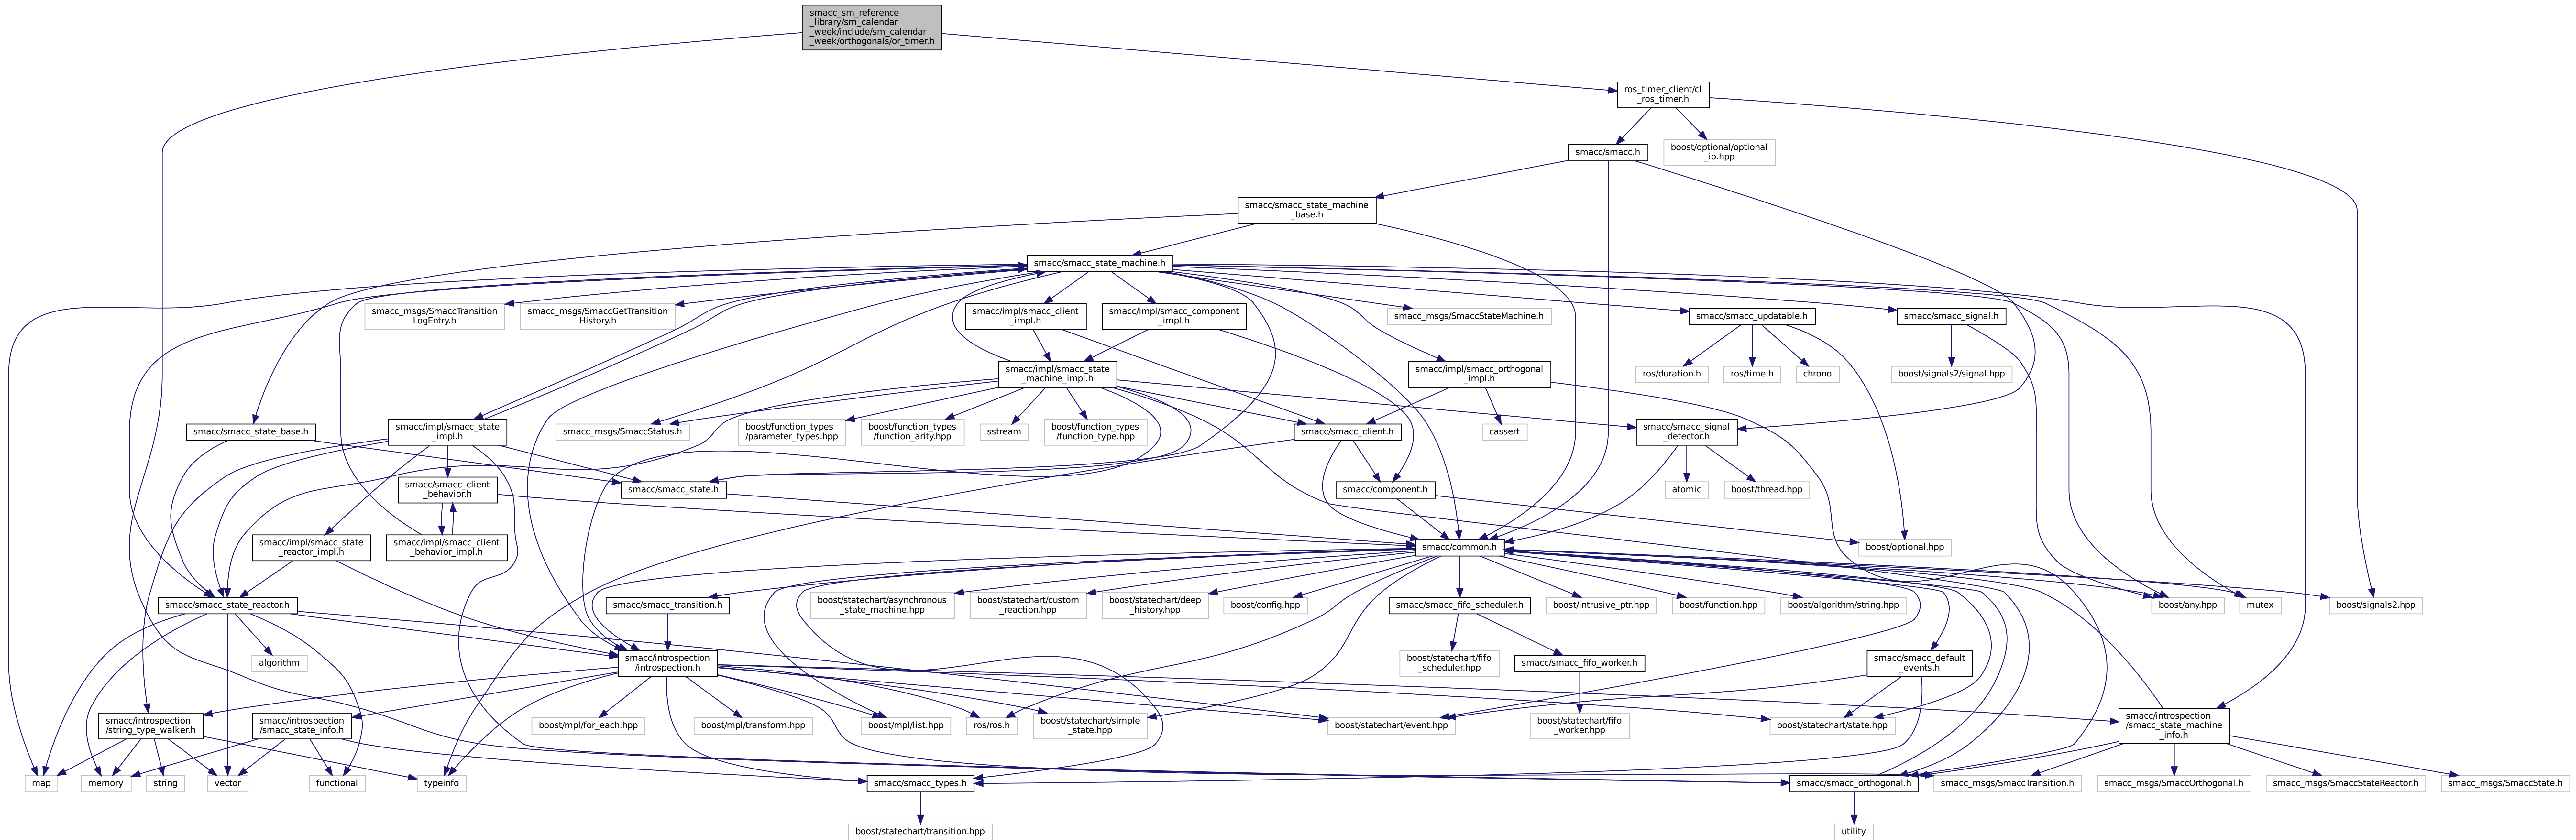 smacc_sm_reference
_library/sm_calendar
_week/include/sm_calendar
_week/orthogonals/or_timer.h
ros_timer_client/cl
_ros_timer.h
smacc/smacc.h
boost/optional/optional
_io.hpp
smacc/smacc_state_machine
_base.h
smacc/smacc_state_machine.h
smacc_msgs/SmaccTransition
LogEntry.h
smacc_msgs/SmaccGetTransition
History.h
smacc/impl/smacc_client
_impl.h
smacc/impl/smacc_component
_impl.h
smacc_msgs/SmaccStateMachine.h
smacc/smacc_updatable.h
smacc/smacc_signal.h
smacc/impl/smacc_state
_machine_impl.h
smacc/impl/smacc_orthogonal
_impl.h
ros/duration.h
ros/time.h
chrono
boost/signals2/signal.hpp
smacc/smacc_state_base.h
smacc/impl/smacc_state
_impl.h
smacc_msgs/SmaccStatus.h
boost/function_types
/parameter_types.hpp
boost/function_types
/function_arity.hpp
sstream
boost/function_types
/function_type.hpp
smacc/smacc_client.h
cassert
smacc/smacc_signal
_detector.h
smacc/smacc_client
_behavior.h
smacc/smacc_state.h
smacc/component.h
atomic
boost/thread.hpp
smacc/impl/smacc_state
_reactor_impl.h
smacc/impl/smacc_client
_behavior_impl.h
smacc/common.h
boost/optional.hpp
smacc/smacc_state_reactor.h
smacc/smacc_transition.h
boost/statechart/asynchronous
_state_machine.hpp
boost/statechart/custom
_reaction.hpp
boost/statechart/deep
_history.hpp
boost/config.hpp
smacc/smacc_fifo_scheduler.h
boost/intrusive_ptr.hpp
boost/function.hpp
boost/algorithm/string.hpp
boost/any.hpp
mutex
boost/signals2.hpp
algorithm
smacc/introspection
/introspection.h
boost/statechart/fifo
_scheduler.hpp
smacc/smacc_fifo_worker.h
smacc/smacc_default
_events.h
smacc/introspection
/string_type_walker.h
smacc/introspection
/smacc_state_info.h
boost/mpl/for_each.hpp
boost/mpl/transform.hpp
boost/mpl/list.hpp
ros/ros.h
boost/statechart/simple
_state.hpp
boost/statechart/event.hpp
boost/statechart/fifo
_worker.hpp
boost/statechart/state.hpp
smacc/introspection
/smacc_state_machine
_info.h
map
memory
string
vector
functional
typeinfo
smacc/smacc_types.h
smacc/smacc_orthogonal.h
smacc_msgs/SmaccTransition.h
smacc_msgs/SmaccOrthogonal.h
smacc_msgs/SmaccStateReactor.h
smacc_msgs/SmaccState.h
boost/statechart/transition.hpp
utility